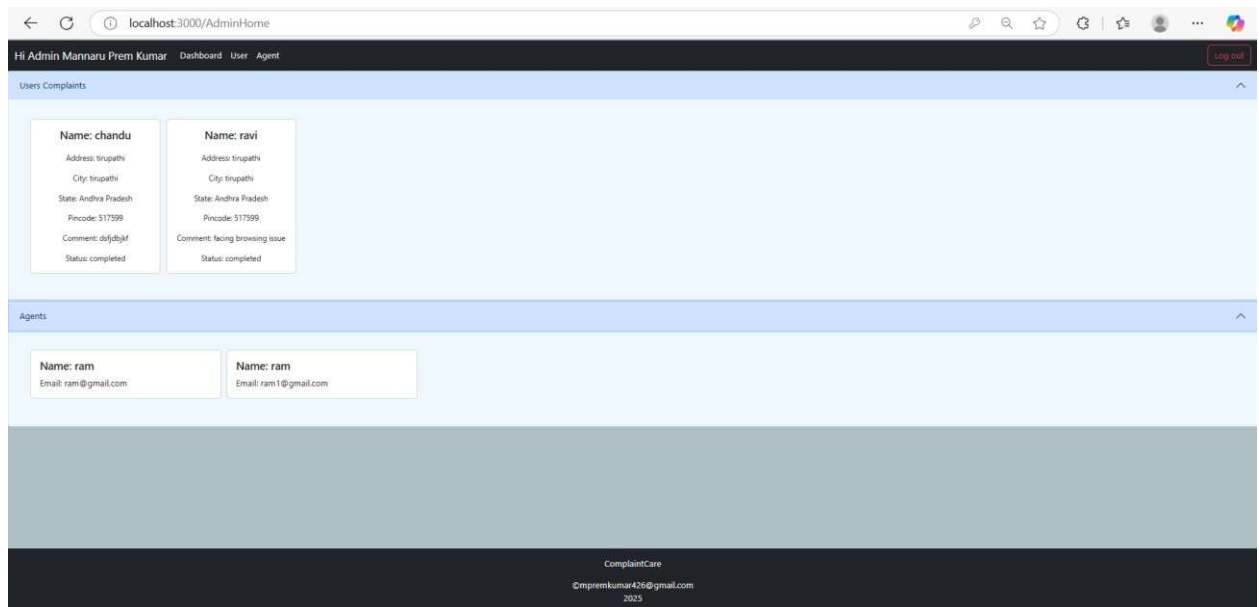 localhost:3000/AdminHome
Hi Admin Mannaru Prem Kumar Dashboard User Agent Log out
Users Complaints
Name: chandu
Address: tirupathi
City: tirupathi
State: Andhra Pradesh
Pincode: 517599
Comment: dsfjdbjkf
Status: completed
Name: ravi
Address: tirupathi
City: tirupathi
State: Andhra Pradesh
Pincode: 517599
Comment: facing browsing issue
Status: completed
Agents
Name: ram
Email: ram@gmail.com
Name: ram
Email: ram1@gmail.com
ComplaintCare
©mpremkumar426@gmail.com
2025